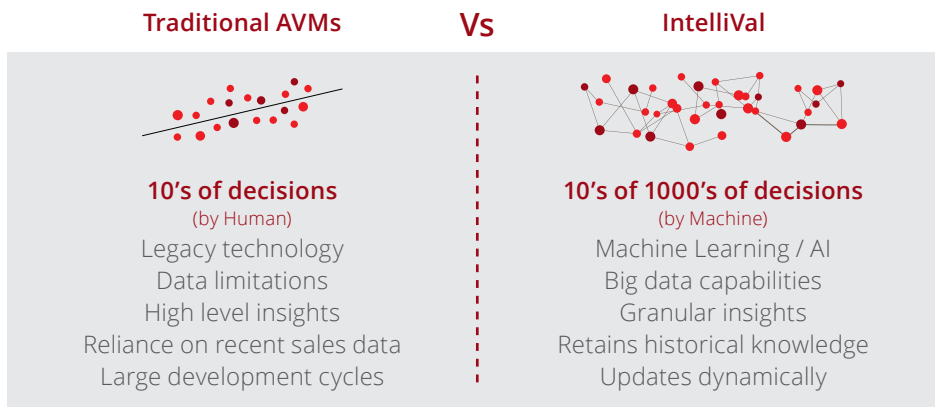 Traditional AVMs Vs IntelliVal
10's of decisions
(by Human)
Legacy technology
Data limitations
High level insights
Reliance on recent sales data
Large development cycles
10's of 1000's of decisions
(by Machine)
Machine Learning / AI
Big data capabilities
Granular insights
Retains historical knowledge
Updates dynamically